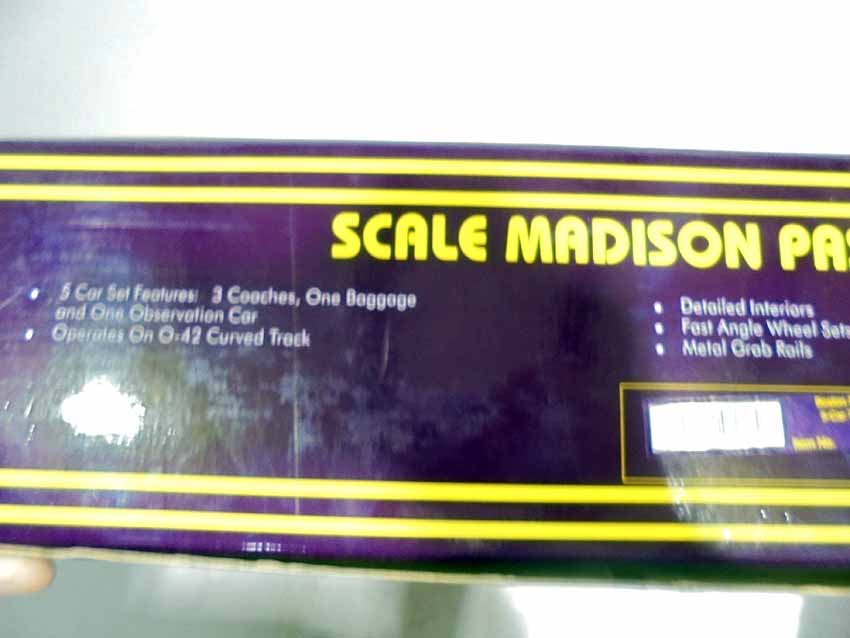 SCALE MADISON PAS
• 5 Car Set Features: 3 Coaches, One Baggage
and One Observation Car
• Operates On O-42 Curved Track
• Detailed Interiors
• Fast Angle Wheel Sets
• Metal Grab Rails